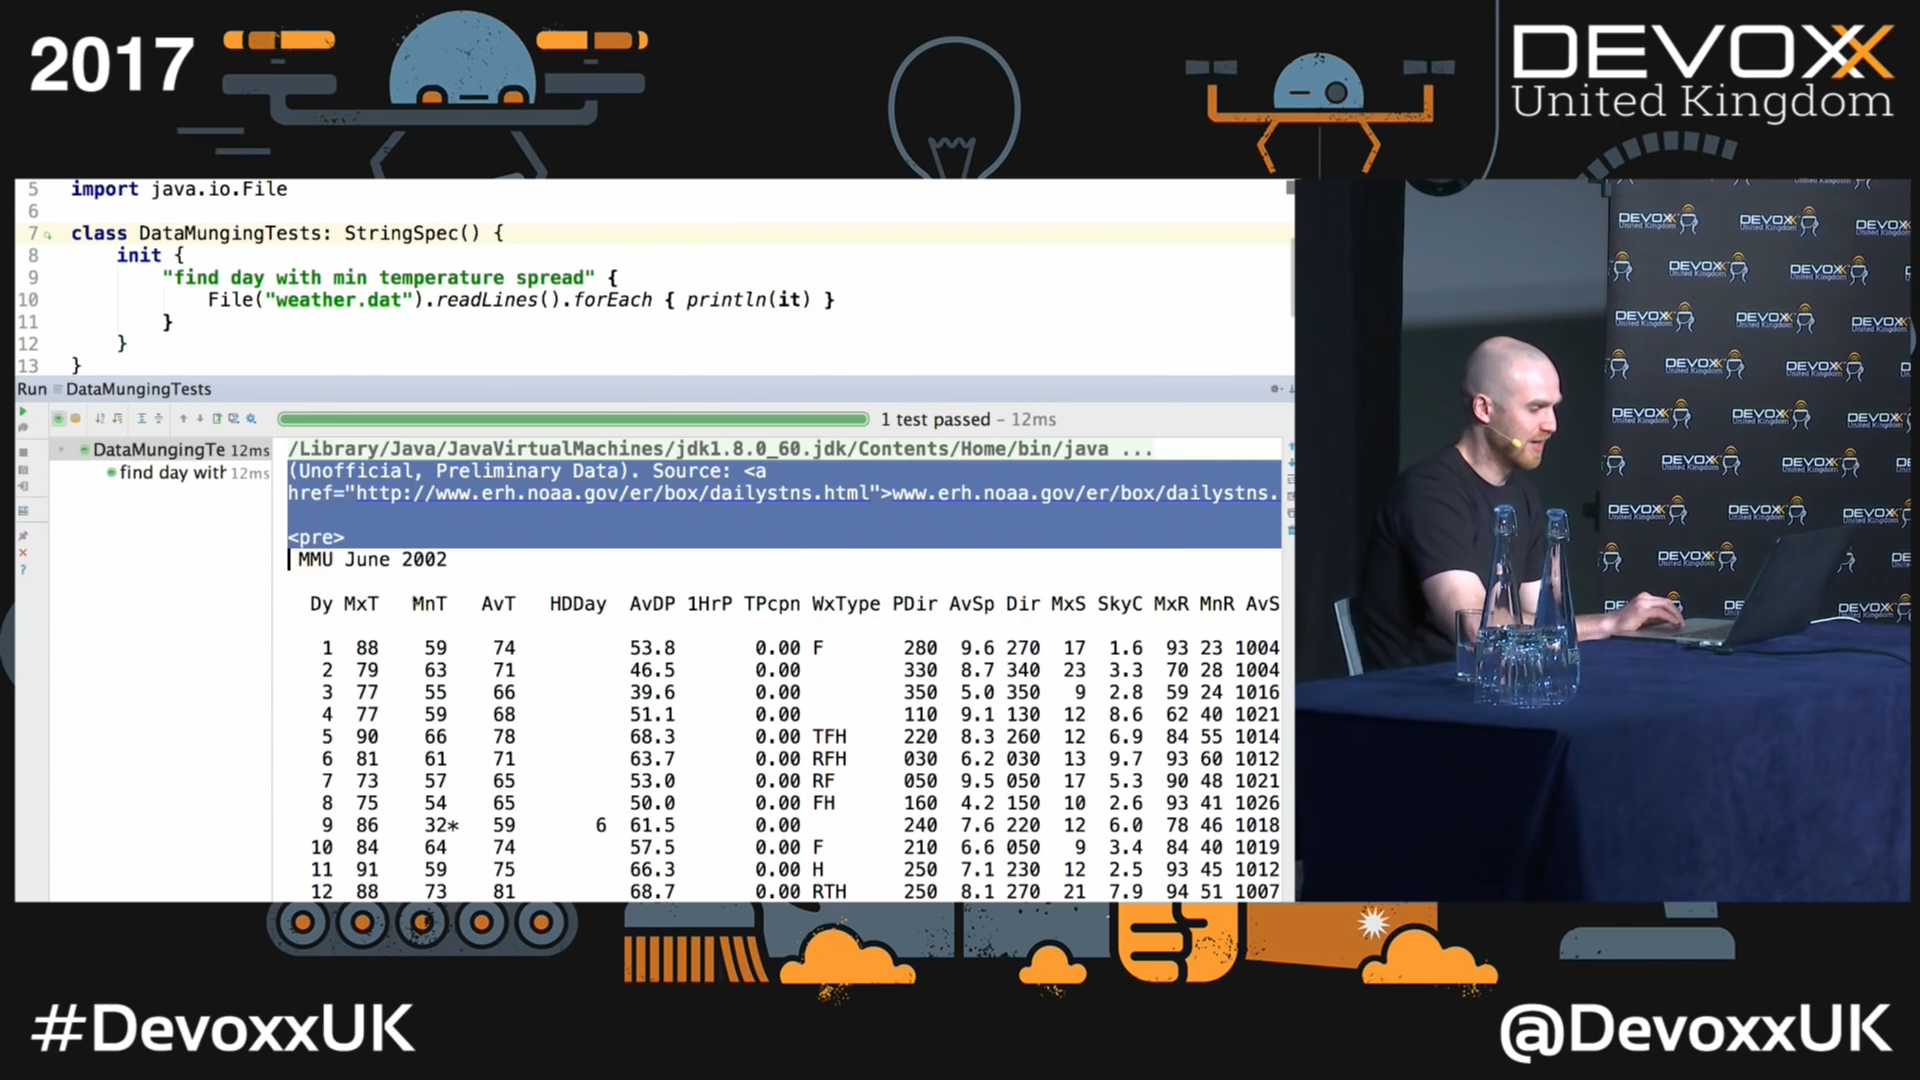 2017
DEVOXX
United Kingdom
5 import java.io.File
6
7 class DataMungingTests: StringSpec() {
8 init {
9 "find day with min temperature spread" {
10 File("weather.dat").readLines().forEach { println(it) }
11 }
12 }
13 }
Run DataMungingTests
1 test passed – 12ms
DataMungingTe 12ms
find day with 12ms
/Library/Java/JavaVirtualMachines/jdk1.8.0_60.jdk/Contents/Home/bin/java ...
(Unofficial, Preliminary Data). Source: <a
href="http://www.erh.noaa.gov/er/box/dailystns.html">www.erh.noaa.gov/er/box/dailystns.
<pre>
MMU June 2002
Dy MxT MnT AvT HDDay AvDP 1HrP TPcpn WxType PDir AvSp Dir MxS SkyC MxR MnR AvS
1 88 59 74 53.8 0.00 F 280 9.6 270 17 1.6 93 23 1004
2 79 63 71 46.5 0.00 330 8.7 340 23 3.3 70 28 1004
3 77 55 66 39.6 0.00 350 5.0 350 9 2.8 59 24 1016
4 77 59 68 51.1 0.00 110 9.1 130 12 8.6 62 40 1021
5 90 66 78 68.3 0.00 TFH 220 8.3 260 12 6.9 84 55 1014
6 81 61 71 63.7 0.00 RFH 030 6.2 030 13 9.7 93 60 1012
7 73 57 65 53.0 0.00 RF 050 9.5 050 17 5.3 90 48 1021
8 75 54 65 50.0 0.00 FH 160 4.2 150 10 2.6 93 41 1026
9 86 32* 59 6 61.5 0.00 240 7.6 220 12 6.0 78 46 1018
10 84 64 74 57.5 0.00 F 210 6.6 050 9 3.4 84 40 1019
11 91 59 75 66.3 0.00 H 250 7.1 230 12 2.5 93 45 1012
12 88 73 81 68.7 0.00 RTH 250 8.1 270 21 7.9 94 51 1007
DEVOXX United Kingdom
#DevoxxUK
@DevoxxUK